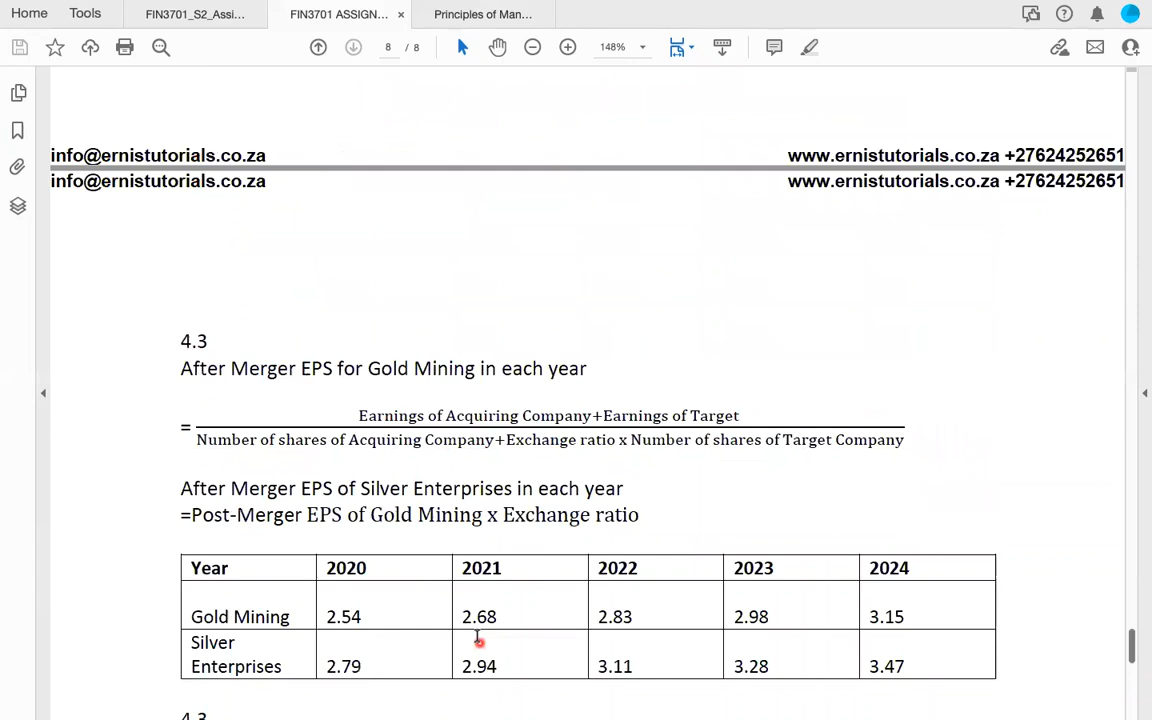 Home Tools FIN3701_S2_Assi... FIN3701 ASSIGN... × Principles of Man...
8 / 8 148%
info@ernistutorials.co.za www.ernistutorials.co.za +27624252651
info@ernistutorials.co.za www.ernistutorials.co.za +27624252651
4.3
After Merger EPS for Gold Mining in each year
Earnings of Acquiring Company+Earnings of Target
=
Number of shares of Acquiring Company+Exchange ratio x Number of shares of Target Company
After Merger EPS of Silver Enterprises in each year
=Post-Merger EPS of Gold Mining x Exchange ratio
Year 2020 2021 2022 2023 2024
Gold Mining 2.54 2.68 2.83 2.98 3.15
Silver
Enterprises 2.79 2.94 3.11 3.28 3.47
4.3